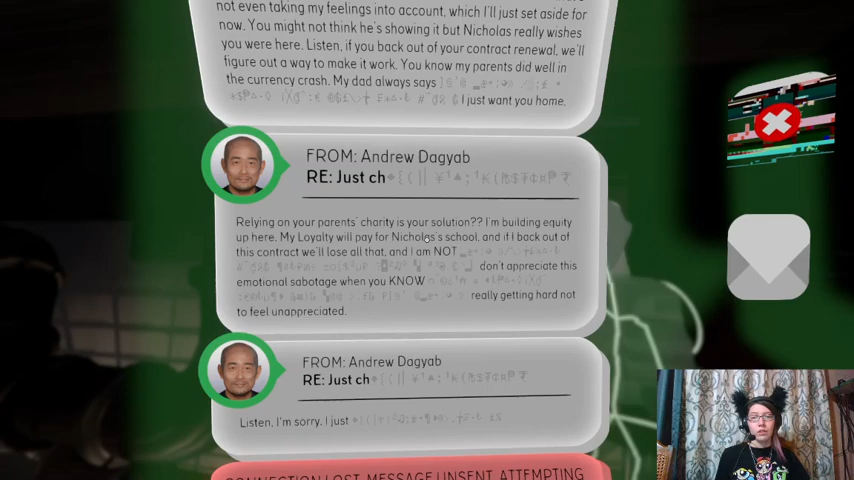 not even taking my feelings into account, which I'll just set aside for
now. You might not think he's showing it but Nicholas really wishes
you were here. Listen, if you back out of your contract renewal, we'll
figure out a way to make it work. You know my parents did well in
the currency crash. My dad always says
I just want you home.
FROM: Andrew Dagyab
RE: Just ch
Relying on your parents' charity is your solution?? I'm building equity
up here. My Loyalty will pay for Nicholas's school, and if I back out of
this contract we'll lose all that, and I am NOT
don't appreciate this
emotional sabotage when you KNOW
really getting hard not
to feel unappreciated.
FROM: Andrew Dagyab
RE: Just ch
Listen, I'm sorry. I just
CONNECTION LOST. MESSAGE UNSENT. ATTEMPTING